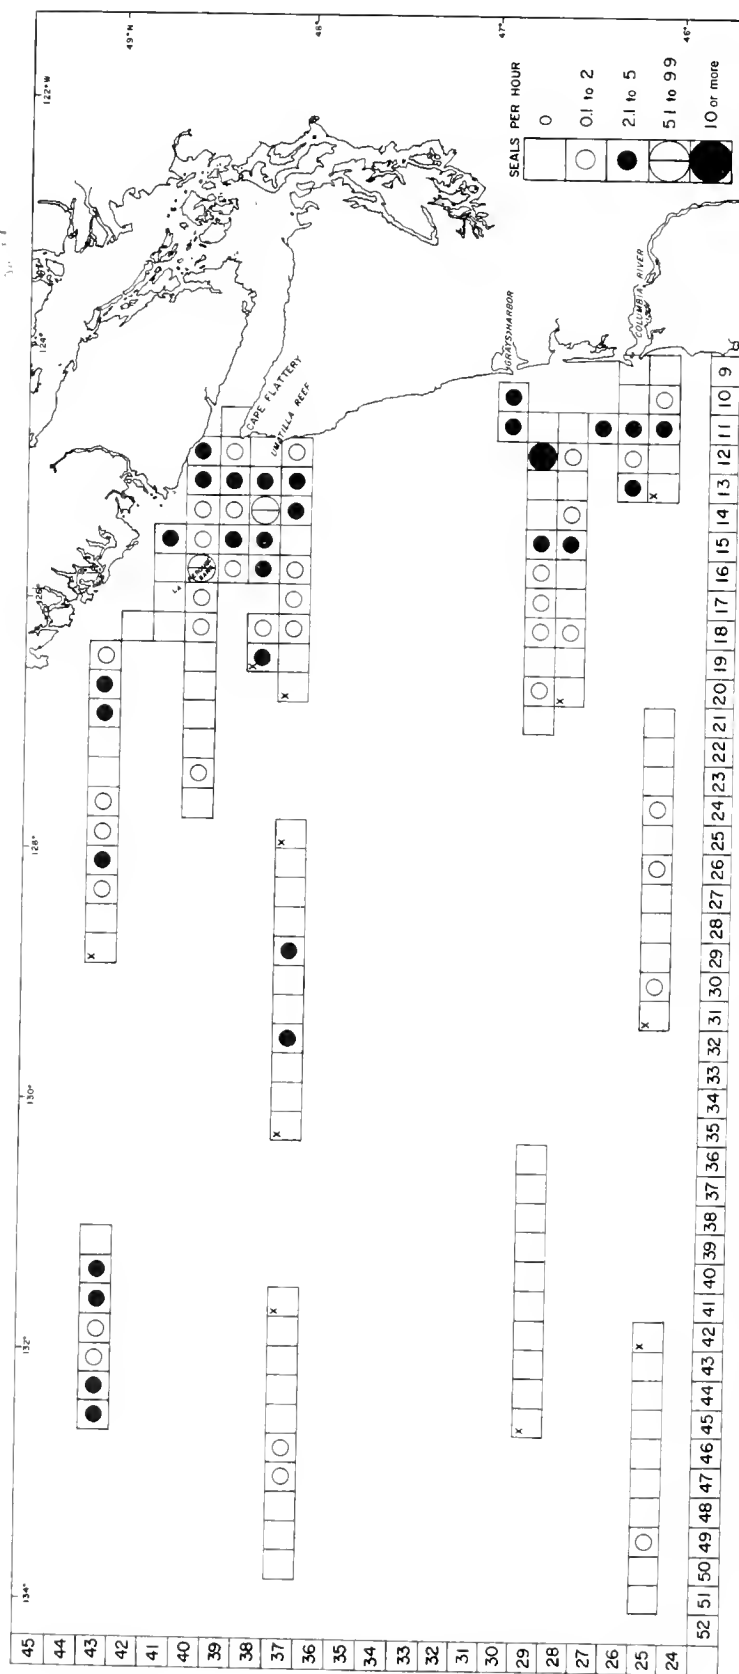 49°N
48°
47°
46°
122°W
124°
126°
128°
130°
132°
134°
SEALS PER HOUR
0
0.1 to 2
2.1 to 5
5.1 to 9.9
10 or more
CAPE FLATTERY
UMATILLA REEF
GRAYS HARBOR
COLUMBIA RIVER
45
44
43
42
41
40
39
38
37
36
35
34
33
32
31
30
29
28
27
26
25
24
52 51 50 49 48 47 46 45 44 43 42 41 40 39 38 37 36 35 34 33 32 31 30 29 28 27 26 25 24 23 22 21 20 19 18 17 16 15 14 13 12 11 10 9
x
x
x
x
x
x
x
x
x
x
x
x